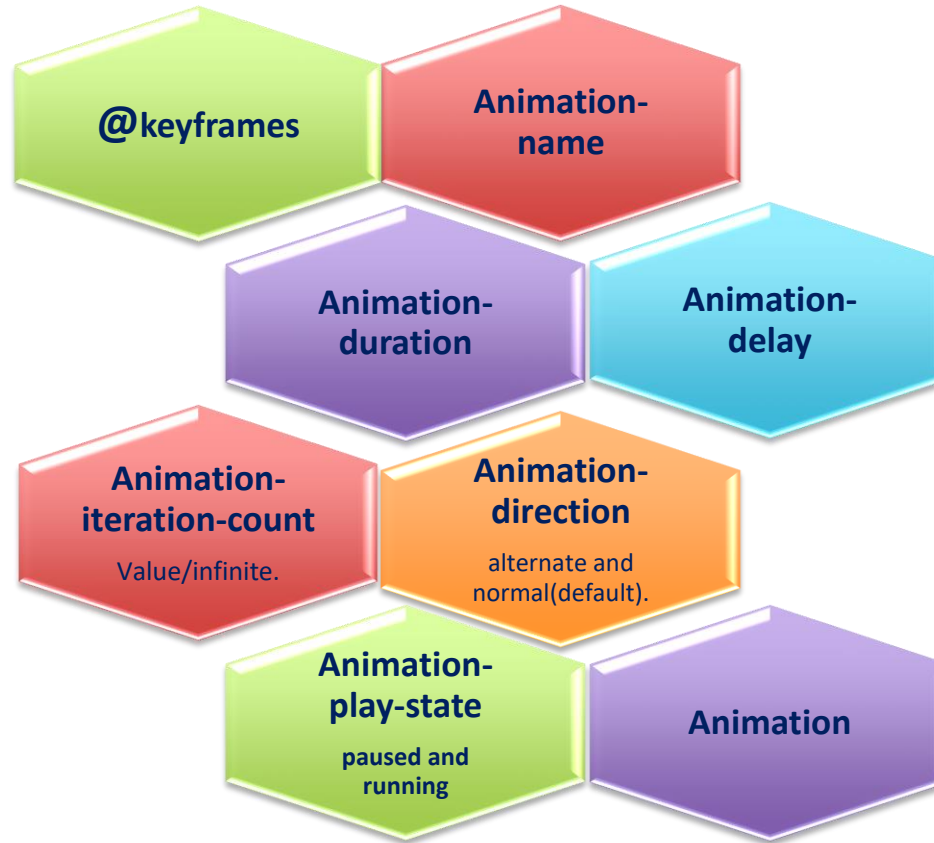 @keyframes
Animation-
name
Animation-
duration
Animation-
delay
Animation-
iteration-count
Value/infinite.
Animation-
direction
alternate and
normal(default).
Animation-
play-state
paused and
running
Animation